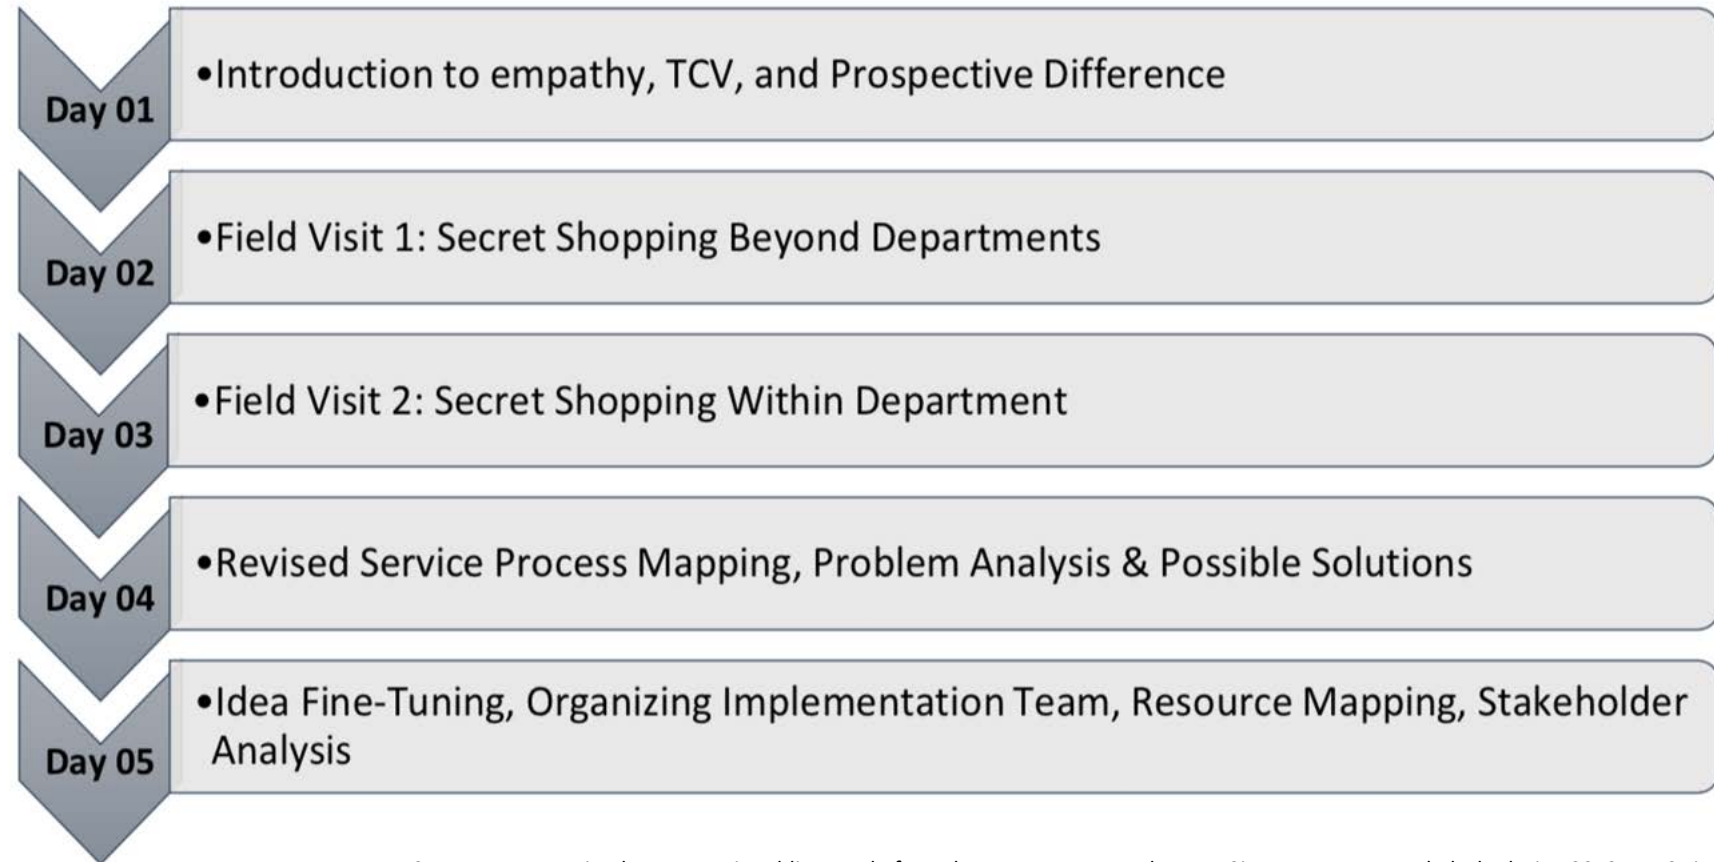 Day 01
•Introduction to empathy, TCV, and Prospective Difference
Day 02
•Field Visit 1: Secret Shopping Beyond Departments
Day 03
•Field Visit 2: Secret Shopping Within Department
Day 04
•Revised Service Process Mapping, Problem Analysis & Possible Solutions
Day 05
•Idea Fine-Tuning, Organizing Implementation Team, Resource Mapping, Stakeholder
Analysis